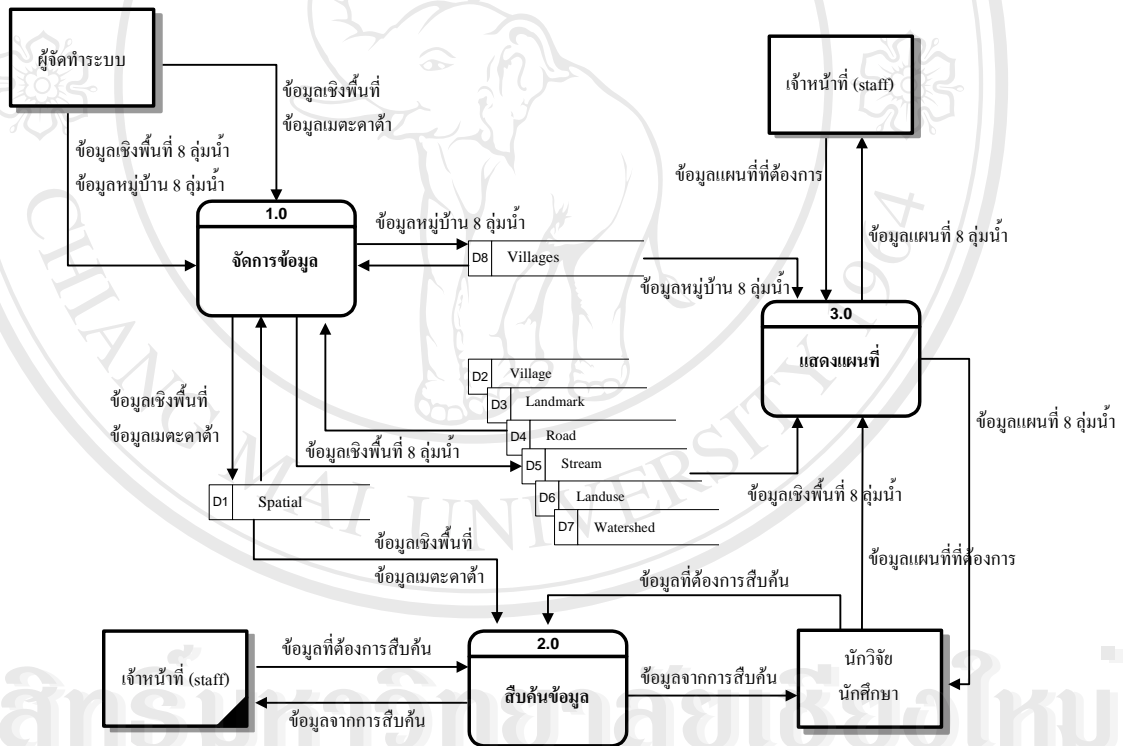 ผู้จัดทำระบบ
เจ้าหน้าที่ (staff)
ข้อมูลเชิงพื้นที่
ข้อมูลเมตะดาต้า
ข้อมูลเชิงพื้นที่ 8 ลุ่มน้ำ
ข้อมูลหมู่บ้าน 8 ลุ่มน้ำ
ข้อมูลแผนที่ที่ต้องการ
ข้อมูลแผนที่ 8 ลุ่มน้ำ
1.0
จัดการข้อมูล
ข้อมูลหมู่บ้าน 8 ลุ่มน้ำ
D8 Villages
ข้อมูลหมู่บ้าน 8 ลุ่มน้ำ
3.0
แสดงแผนที่
D2 Village
D3 Landmark
D4 Road
D5 Stream
D6 Landuse
D7 Watershed
ข้อมูลเชิงพื้นที่
ข้อมูลเมตะดาต้า
ข้อมูลเชิงพื้นที่ 8 ลุ่มน้ำ
ข้อมูลแผนที่ 8 ลุ่มน้ำ
D1 Spatial
ข้อมูลเชิงพื้นที่ 8 ลุ่มน้ำ
ข้อมูลเชิงพื้นที่
ข้อมูลเมตะดาต้า
ข้อมูลแผนที่ที่ต้องการ
ข้อมูลที่ต้องการสืบค้น
เจ้าหน้าที่ (staff)
ข้อมูลที่ต้องการสืบค้น
ข้อมูลจากการสืบค้น
2.0
สืบค้นข้อมูล
ข้อมูลจากการสืบค้น
นักวิจัย
นักศึกษา
CHIANG MAI UNIVERSITY 1964